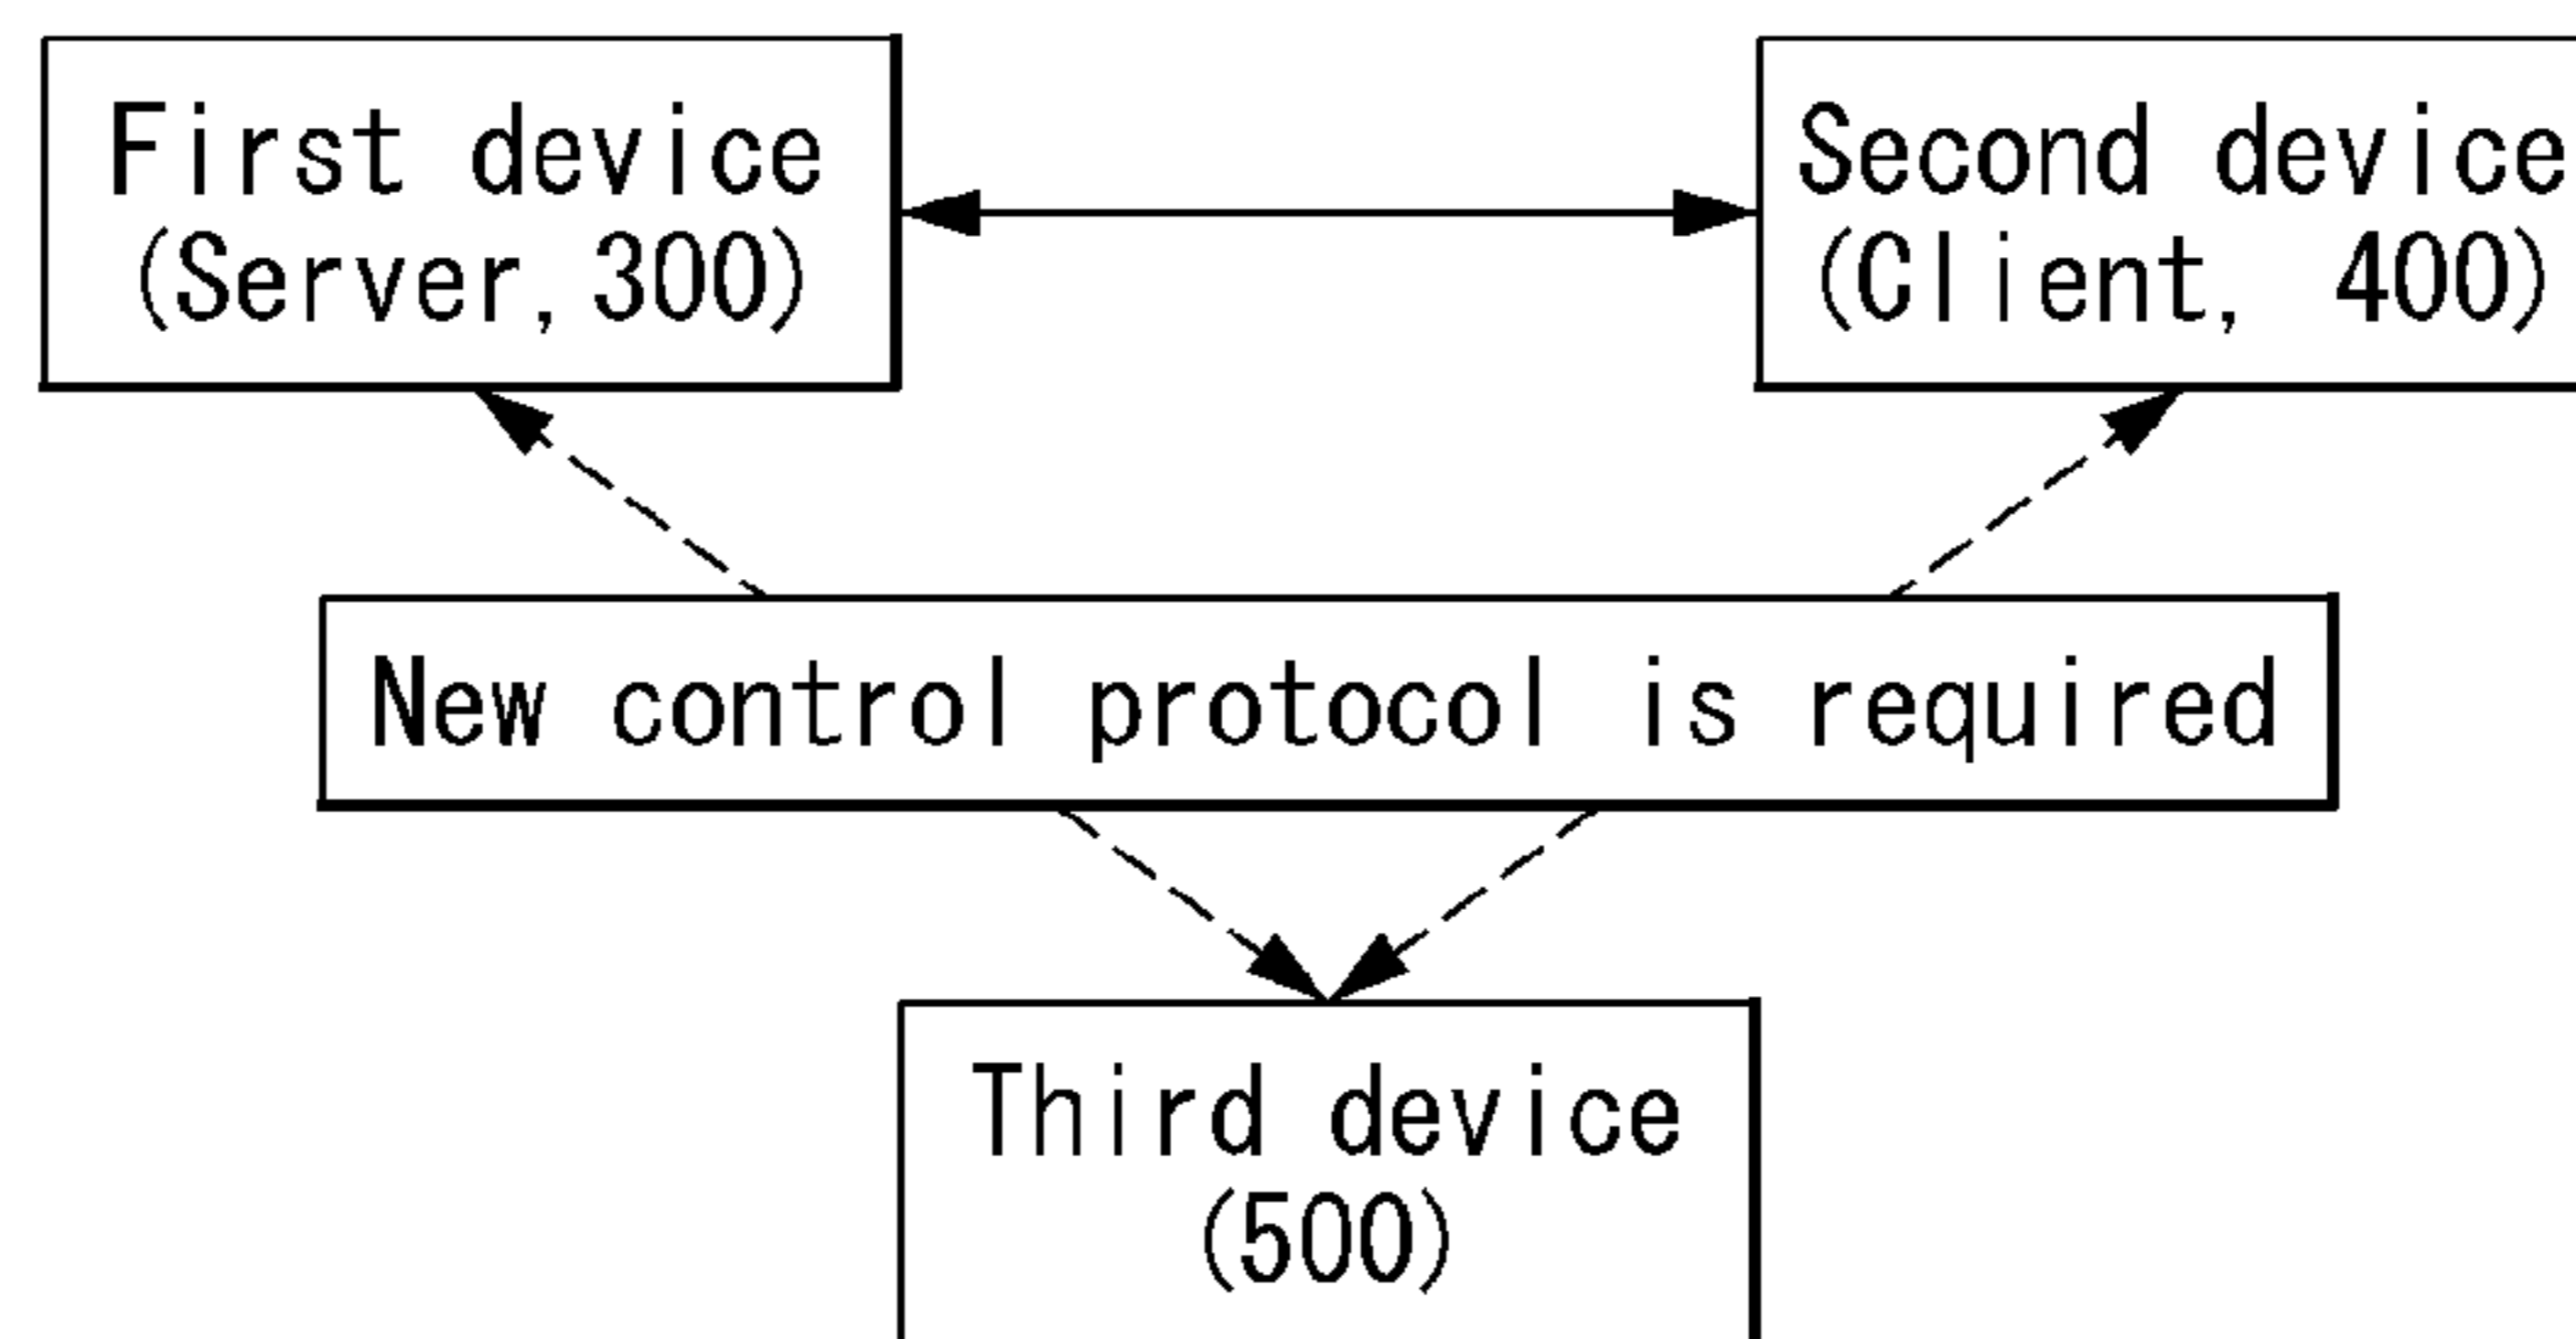 First device
(Server, 300)
Second device
(Client, 400)
New control protocol is required
Third device
(500)